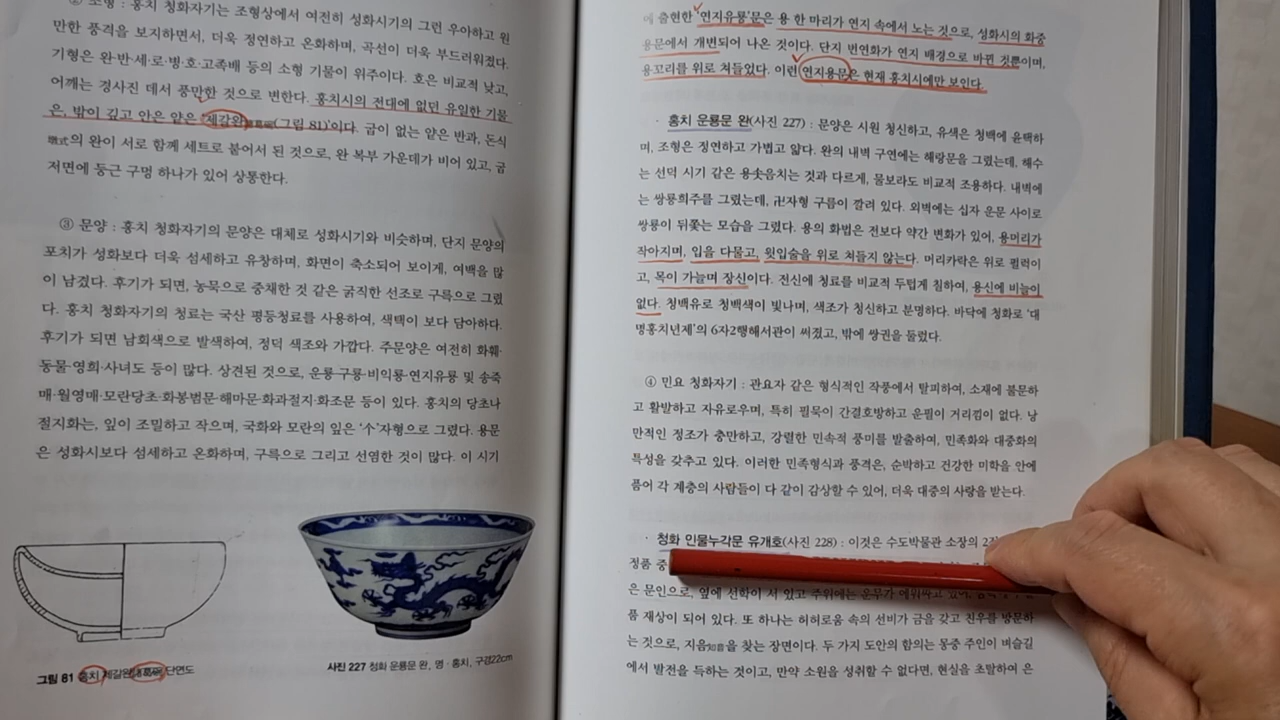 ② 조형 : 홍치 청화자기는 조형상에서 여전히 성화시기의 그런 우아하고 원
만한 풍격을 보지하면서, 더욱 정연하고 온화하며, 곡선이 더욱 부드러워졌다.
기형은 완·반·세·로·병·호·고족배 등의 소형 기물이 위주이다. 호은 비교적 낮고,
어깨는 경사진 데서 풍만한 것으로 변한다. 홍치시의 전대에 없던 유일한 기물
은, 밖이 깊고 안은 얕은 '제갈완諸葛碗(그림 81)'이다. 굽이 없는 얕은 반과, 돈식
墩式의 완이 서로 함께 세트로 붙어서 된 것으로, 완 복부 가운데가 비어 있고, 굽
저면에 둥근 구멍 하나가 있어 상통한다.
③ 문양 : 홍치 청화자기의 문양은 대체로 성화시기와 비슷하며, 단지 문양의
포치가 성화보다 더욱 섬세하고 유창하며, 화면이 축소되어 보이게, 여백을 많
이 남겼다. 후기가 되면, 농묵으로 중채한 것 같은 굵직한 선조로 구륵으로 그렸
다. 홍치 청화자기의 청료는 국산 평등청료를 사용하여, 색택이 보다 담아하다.
후기가 되면 남회색으로 발색하여, 정덕 색조와 가깝다. 주문양은 여전히 화훼·
동물·영희·사녀도 등이 많다. 상견된 것으로, 운룡·구룡·비익룡·연지유룡 및 송죽
매·월영매·모란당초·화봉범문·해마문·화과절지·화조문 등이 있다. 홍치의 당초나
절지화는, 잎이 조밀하고 작으며, 국화와 모란의 잎은 '个'자형으로 그렸다. 용문
은 성화시보다 섬세하고 온화하며, 구륵으로 그리고 선염한 것이 많다. 이 시기
그림 81 홍치 제갈완諸葛碗 단면도
사진 227 청화 운룡문 완, 명·홍치, 구경22cm
에 출현한 '연지유룡'문은 용 한 마리가 연지 속에서 노는 것으로, 성화시의 화중
용문에서 개변되어 나온 것이다. 단지 번연화가 연지 배경으로 바뀐 것뿐이며,
용꼬리를 위로 쳐들었다. 이런 연지용문은 현재 홍치시에만 보인다.
· 홍치 운룡문 완(사진 227) : 문양은 시원 청신하고, 유색은 청백에 윤택하
며, 조형은 정연하고 가볍고 얇다. 완의 내벽 구연에는 해랑문을 그렸는데, 해수
는 선덕 시기 같은 용솟음치는 것과 다르게, 물보라도 비교적 조용하다. 내벽에
는 쌍룡희주를 그렸는데, 卍자형 구름이 깔려 있다. 외벽에는 십자 운문 사이로
쌍룡이 뒤쫓는 모습을 그렸다. 용의 화법은 전보다 약간 변화가 있어, 용머리가
작아지며, 입을 다물고, 윗입술을 위로 쳐들지 않는다. 머리카락은 위로 펄럭이
고, 목이 가늘며 장신이다. 전신에 청료를 비교적 두텁게 칠하여, 용신에 비늘이
없다. 청백유로 청백색이 빛나며, 색조가 청신하고 분명하다. 바닥에 청화로 '대
명홍치년제'의 6자2행해서관이 써졌고, 밖에 쌍권을 둘렀다.
④ 민요 청화자기 : 관요자 같은 형식적인 작풍에서 탈피하여, 소재에 불문하
고 활발하고 자유로우며, 특히 필묵이 간결호방하고 운필이 거리낌이 없다. 낭
만적인 정조가 충만하고, 강렬한 민속적 풍미를 발출하여, 민족화와 대중화의
특성을 갖추고 있다. 이러한 민족형식과 풍격은, 순박하고 건강한 미학을 안에
품어 각 계층의 사람들이 다 같이 감상할 수 있어, 더욱 대중의 사랑을 받는다.
· 청화 인물누각문 유개호(사진 228) : 이것은 수도박물관 소장의 2
정품 중
은 문인으로, 옆에 선학이 서 있고 주위에는 운무가 에워싸고 있어,
품 재상이 되어 있다. 또 하나는 허허로움 속의 선비가 금을 갖고 친우를 방문하
는 것으로, 지음知音을 찾는 장면이다. 두 가지 도안의 함의는 몽중 주인이 벼슬길
에서 발전을 득하는 것이고, 만약 소원을 성취할 수 없다면, 현실을 초탈하여 은